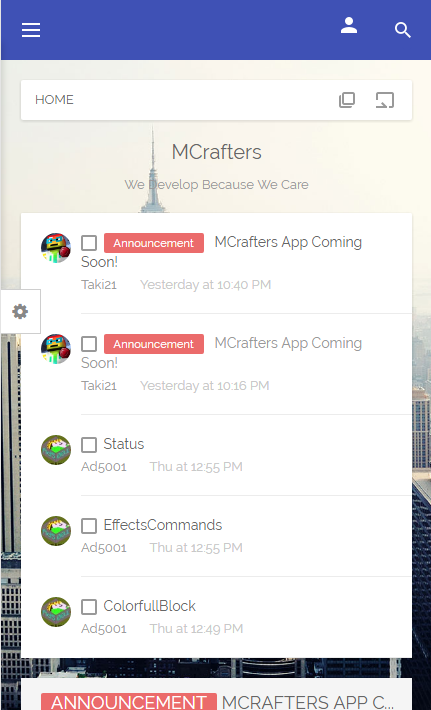 HOME
MCrafters
We Develop Because We Care
Announcement MCrafters App Coming
Soon!
Taki21 Yesterday at 10:40 PM
Announcement MCrafters App Coming
Soon!
Taki21 Yesterday at 10:16 PM
Status
Ad5001 Thu at 12:55 PM
EffectsCommands
Ad5001 Thu at 12:55 PM
ColorfullBlock
Ad5001 Thu at 12:49 PM
ANNOUNCEMENT MCRAFTERS APP C...